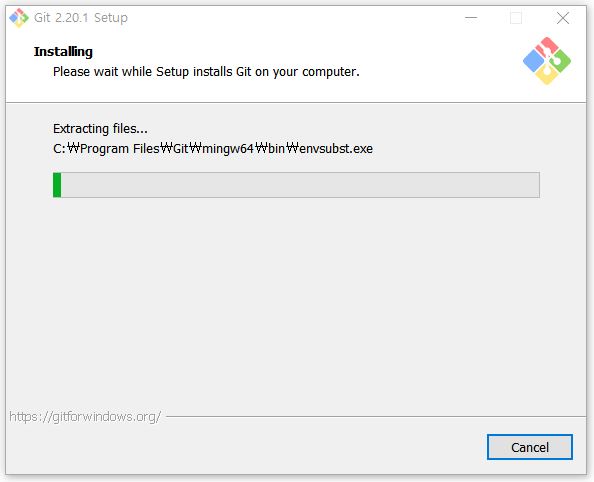 Git 2.20.1 Setup
Installing
Please wait while Setup installs Git on your computer.
Extracting files...
C:₩Program Files₩Git₩mingw64₩bin₩envsubst.exe
https://gitforwindows.org/
Cancel